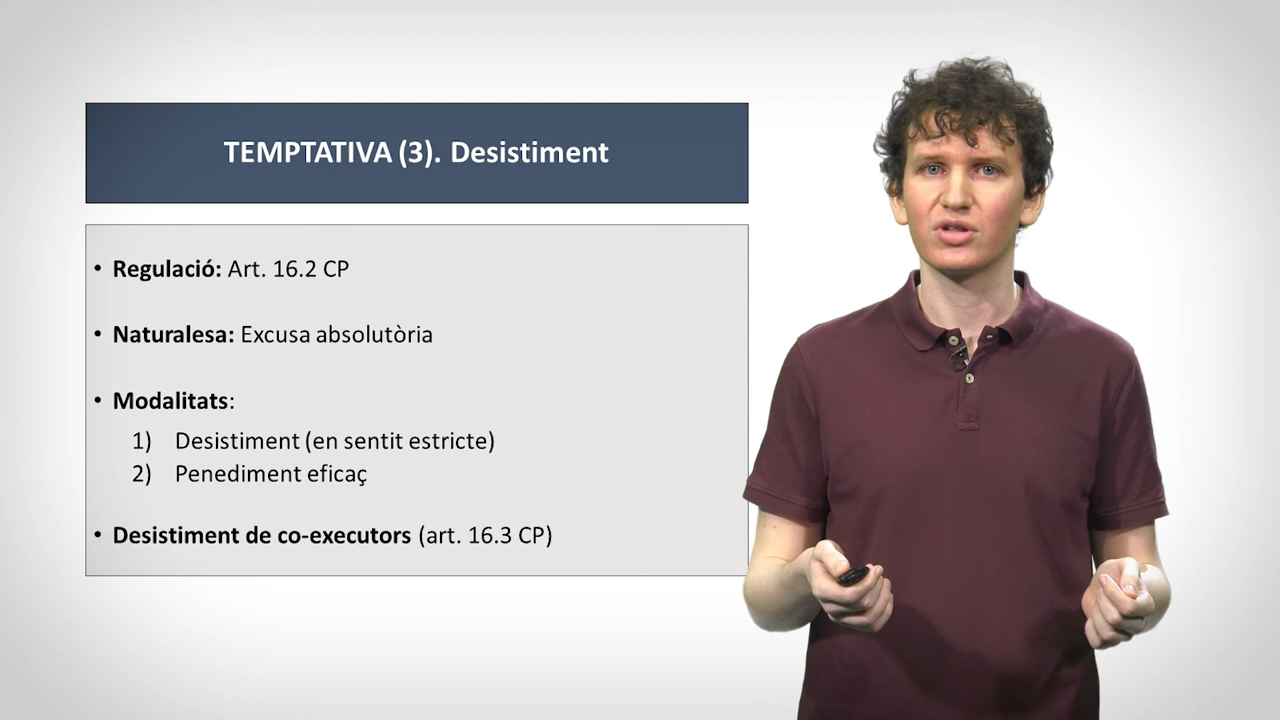 TEMPTATIVA (3). Desistiment
• Regulació: Art. 16.2 CP
• Naturalesa: Excusa absolutòria
• Modalitats:
1) Desistiment (en sentit estricte)
2) Penediment eficaç
• Desistiment de co-executors (art. 16.3 CP)